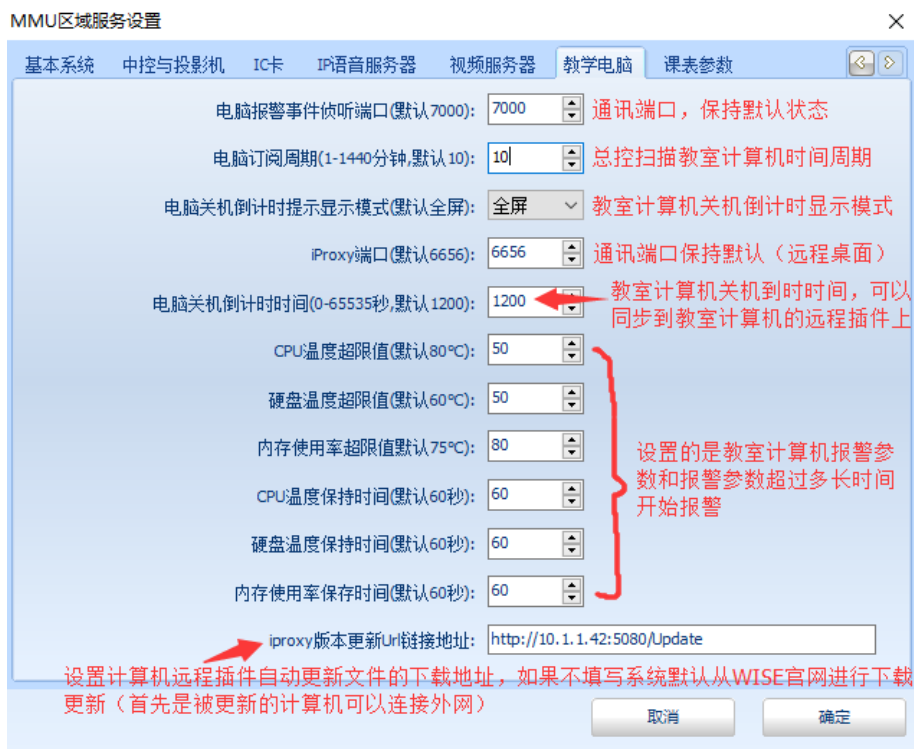 MMU区域服务设置
基本系统 中控与投影机 IC卡 IP语音服务器 视频服务器 教学电脑 课表参数
电脑报警事件侦听端口(默认7000): 7000 通讯端口，保持默认状态
电脑订阅周期(1-1440分钟,默认10): 10 总控扫描教室计算机时间周期
电脑关机倒计时提示显示模式(默认全屏): 全屏 教室计算机关机倒计时显示模式
iProxy端口(默认6656): 6656 通讯端口保持默认（远程桌面）
电脑关机倒计时时间(0-65535秒,默认1200): 1200 教室计算机关机到时时间，可以
同步到教室计算机的远程插件上
CPU温度超限值(默认80℃): 50
硬盘温度超限值(默认60℃): 50
内存使用率超限值默认75℃): 80
设置的是教室计算机报警参
数和报警参数超过多长时间
开始报警
CPU温度保持时间(默认60秒): 60
硬盘温度保持时间(默认60秒): 60
内存使用率保存时间(默认60秒): 60
iproxy版本更新Url链接地址: http://10.1.1.42:5080/Update
设置计算机远程插件自动更新文件的下载地址，如果不填写系统默认从WISE官网进行下载
更新（首先是被更新的计算机可以连接外网）
取消 确定